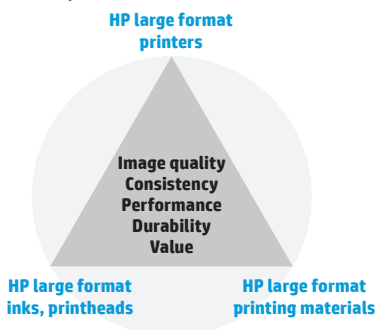 HP large format
printers
Image quality
Consistency
Performance
Durability
Value
HP large format
inks, printheads
HP large format
printing materials